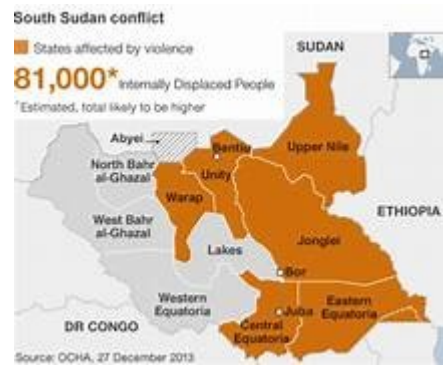 South Sudan conflict
States affected by violence
81,000* Internally Displaced People
*Estimated, total likely to be higher
SUDAN
Abyei
Bentiu
Upper Nile
North Bahr
al-Ghazal
Unity
Warap
ETHIOPIA
West Bahr
al-Ghazal
Lakes
Jonglei
Bor
Western
Equatoria
Eastern
Equatoria
Juba
DR CONGO
Central
Equatoria
Source: OCHA, 27 December 2013